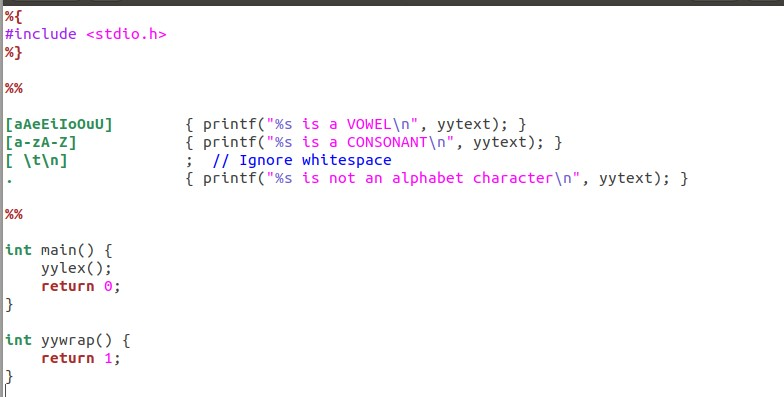 %{
#include <stdio.h>
%}
%%
[aAeEiIoOuU]        { printf("%s is a VOWEL\n", yytext); }
[a-zA-Z]            { printf("%s is a CONSONANT\n", yytext); }
[ \t\n]             ;  // Ignore whitespace
.                   { printf("%s is not an alphabet character\n", yytext); }
%%
int main() {
    yylex();
    return 0;
}
int yywrap() {
    return 1;
}